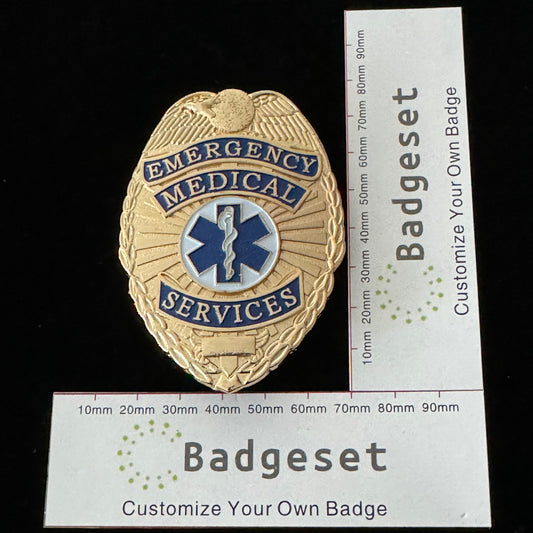 EMERGENCY
MEDICAL
SERVICES
10mm 20mm 30mm 40mm 50mm 60mm 70mm 80mm 90mm
Badgeset
Customize Your Own Badge
10mm 20mm 30mm 40mm 50mm 60mm 70mm 80mm 90mm
Badgeset
Customize Your Own Badge